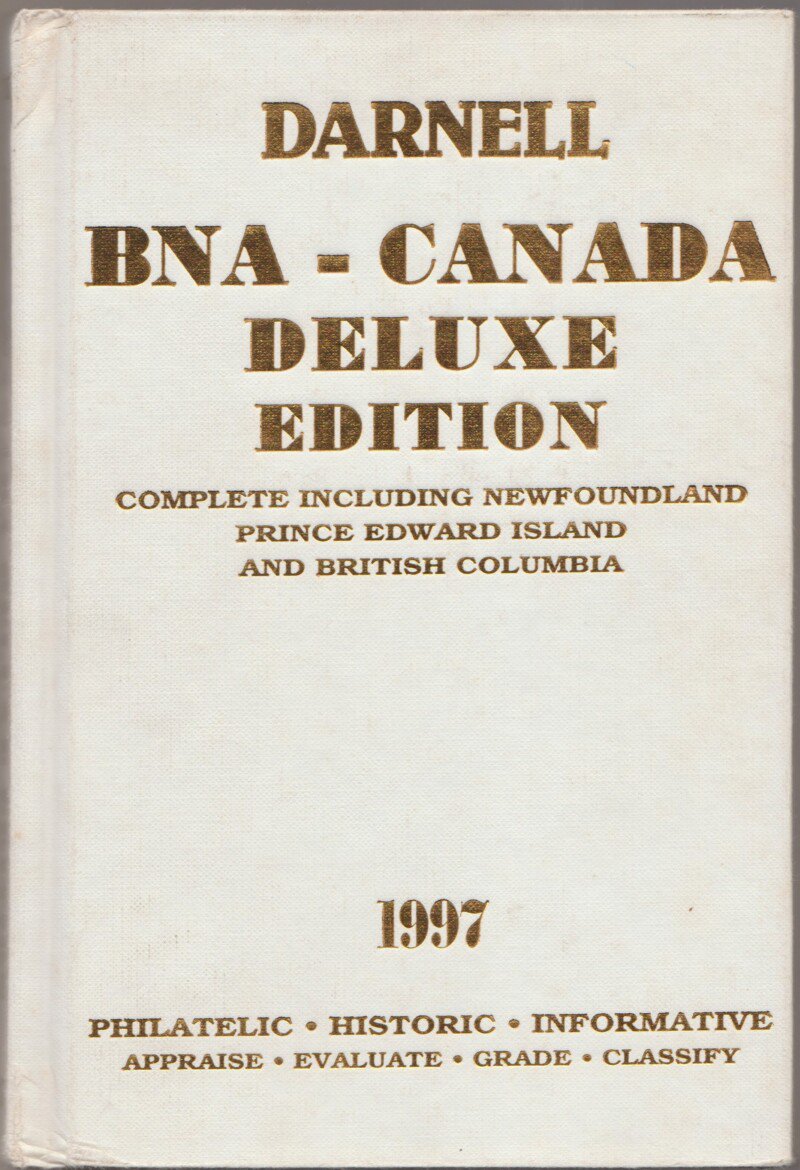 DARNELL
BNA - CANADA
DELUXE
EDITION
COMPLETE INCLUDING NEWFOUNDLAND
PRINCE EDWARD ISLAND
AND BRITISH COLUMBIA
1997
PHILATELIC • HISTORIC • INFORMATIVE
APPRAISE • EVALUATE • GRADE • CLASSIFY